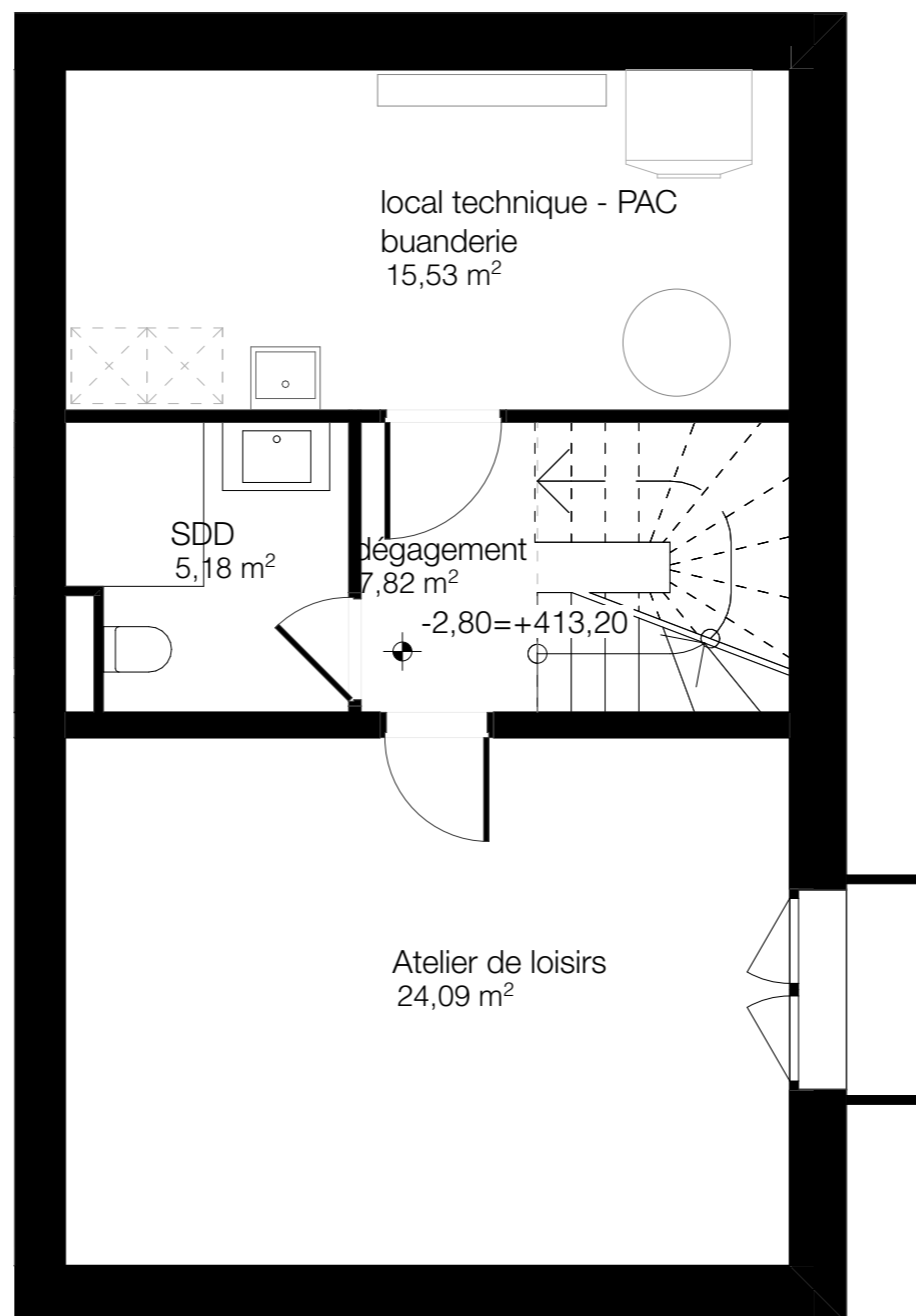 local technique - PAC
buanderie
15,53 m²
SDD
5,18 m²
dégagement
7,82 m²
-2,80=+413,20
Atelier de loisirs
24,09 m²